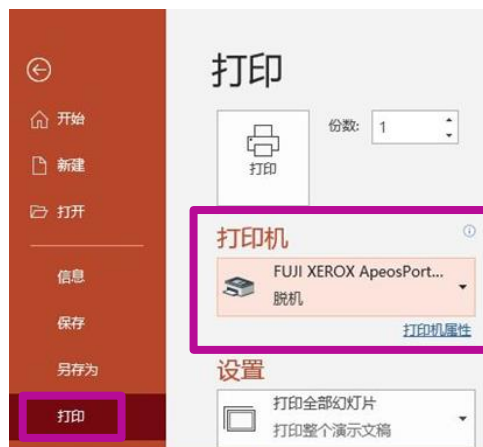 打印
开始
新建
打开
信息
保存
另存为
打印
打印
份数: 1
打印机
FUJI XEROX ApeosPort...
脱机
打印机属性
设置
打印全部幻灯片
打印整个演示文稿